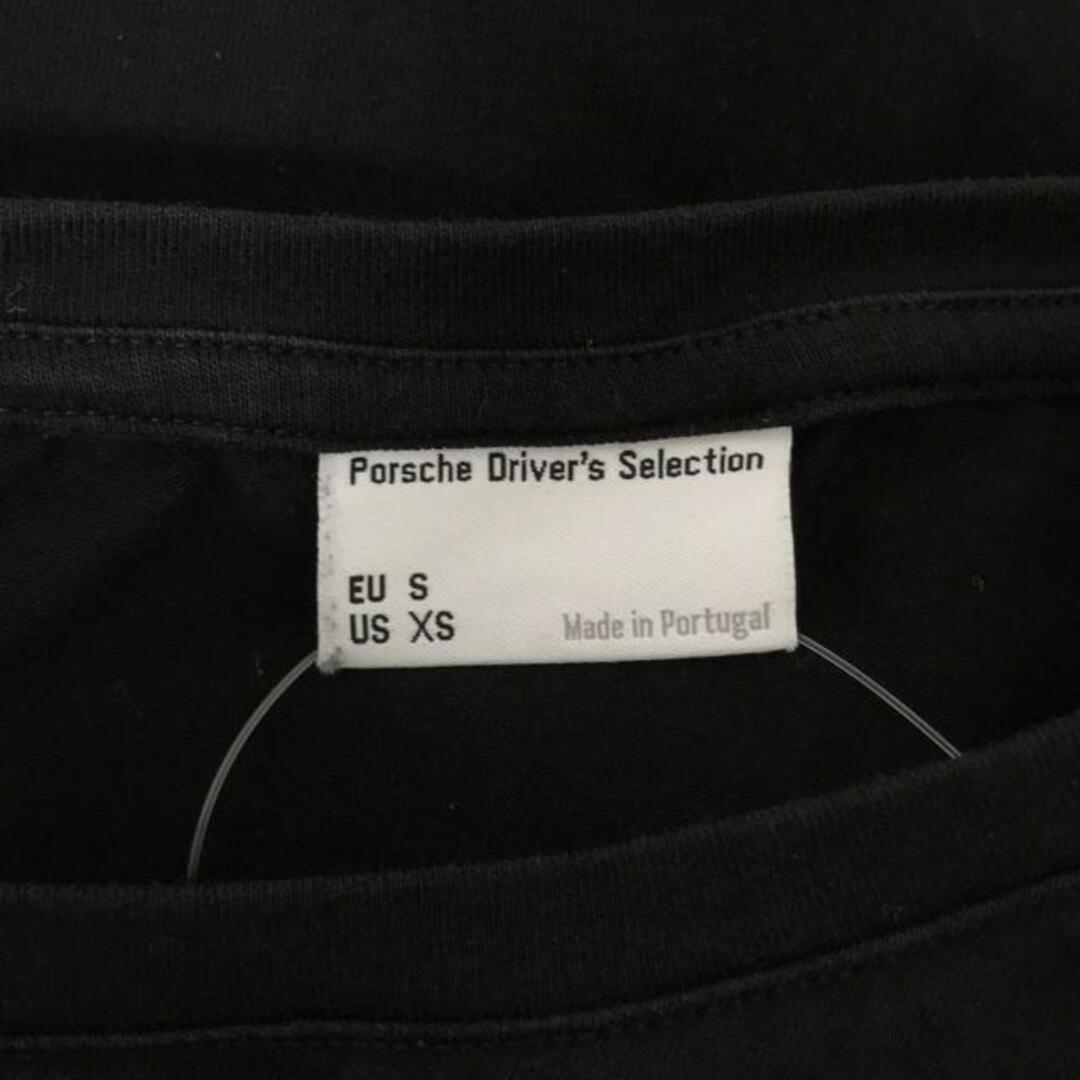 Porsche Driver's Selection
EU S
US XS
Made in Portugal